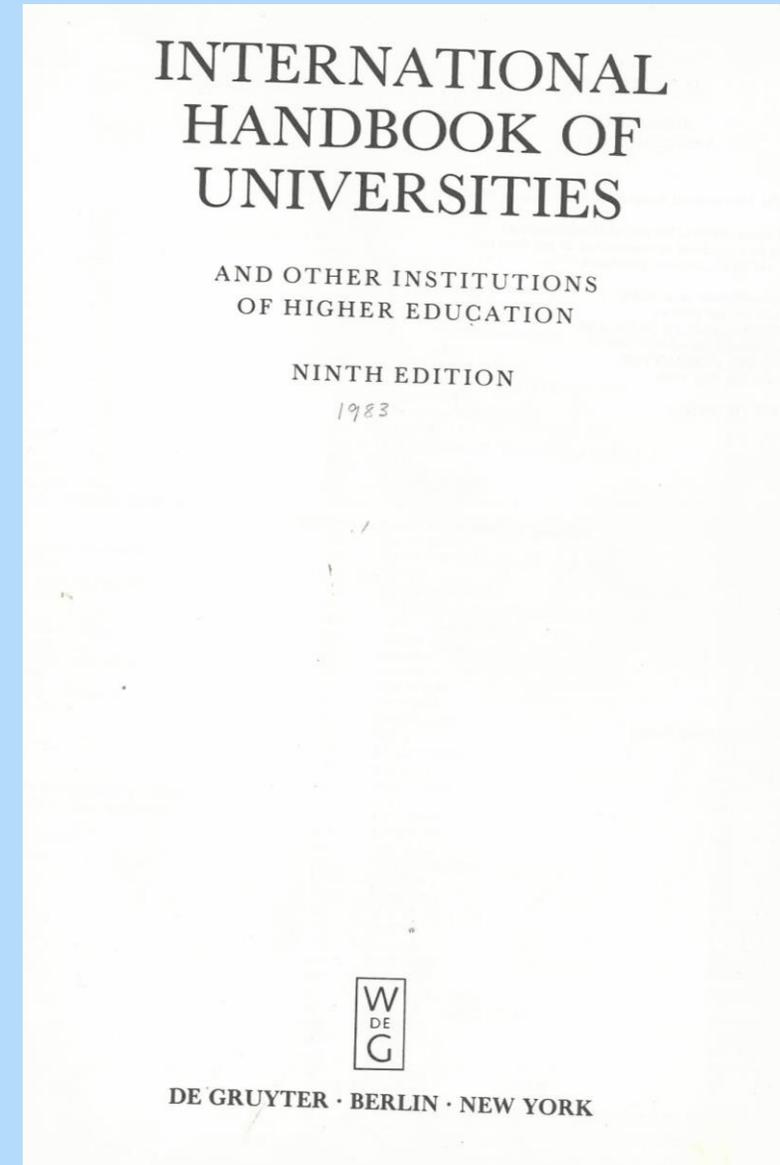 INTERNATIONAL
HANDBOOK OF
UNIVERSITIES
AND OTHER INSTITUTIONS
OF HIGHER EDUCATION
NINTH EDITION
1983
W
DE
G
DE GRUYTER · BERLIN · NEW YORK